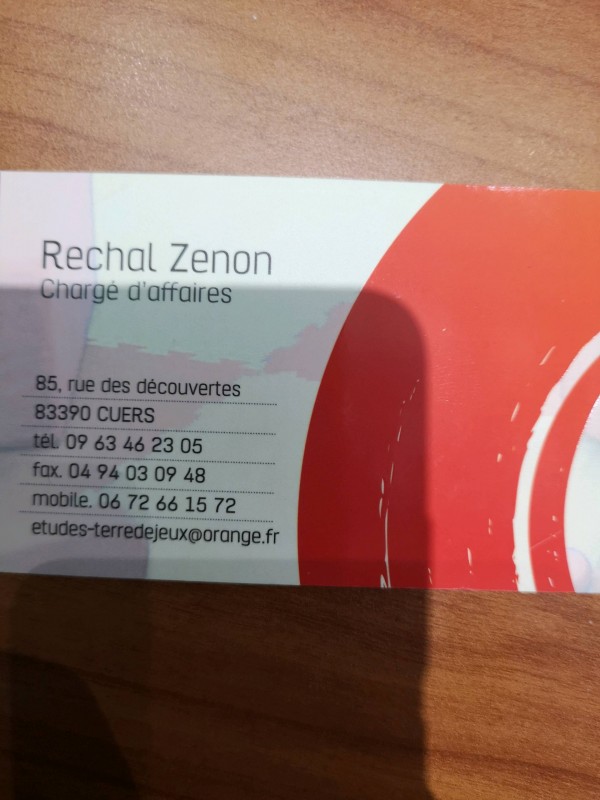 Rechal Zenon
Chargé d'affaires
85, rue des découvertes
83390 CUERS
tél. 09 63 46 23 05
fax. 04 94 03 09 48
mobile. 06 72 66 15 72
etudes-terredejeux@orange.fr